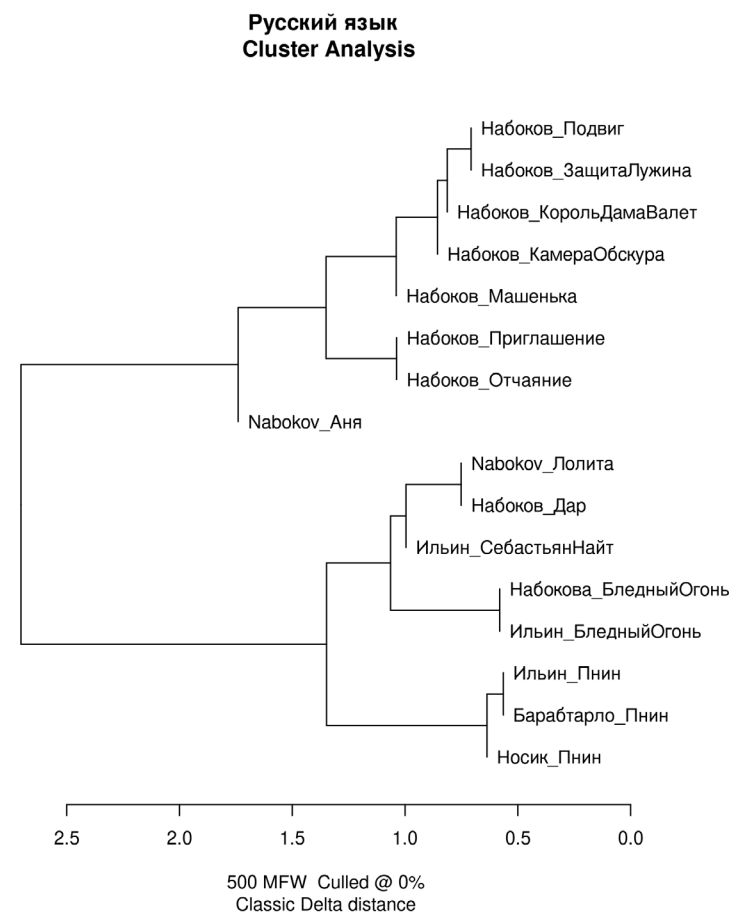 Русский язык
Cluster Analysis
Набоков_Подвиг
Набоков_ЗащитаЛужина
Набоков_КорольДамаВалет
Набоков_КамераОбскура
Набоков_Машенька
Набоков_Приглашение
Набоков_Отчаяние
Nabokov_Аня
Nabokov_Лолита
Набоков_Дар
Ильин_СебастьянНайт
Набокова_БледныйОгонь
Ильин_БледныйОгонь
Ильин_Пнин
Барабтарло_Пнин
Носик_Пнин
2.5 2.0 1.5 1.0 0.5 0.0
500 MFW Culled @ 0%
Classic Delta distance